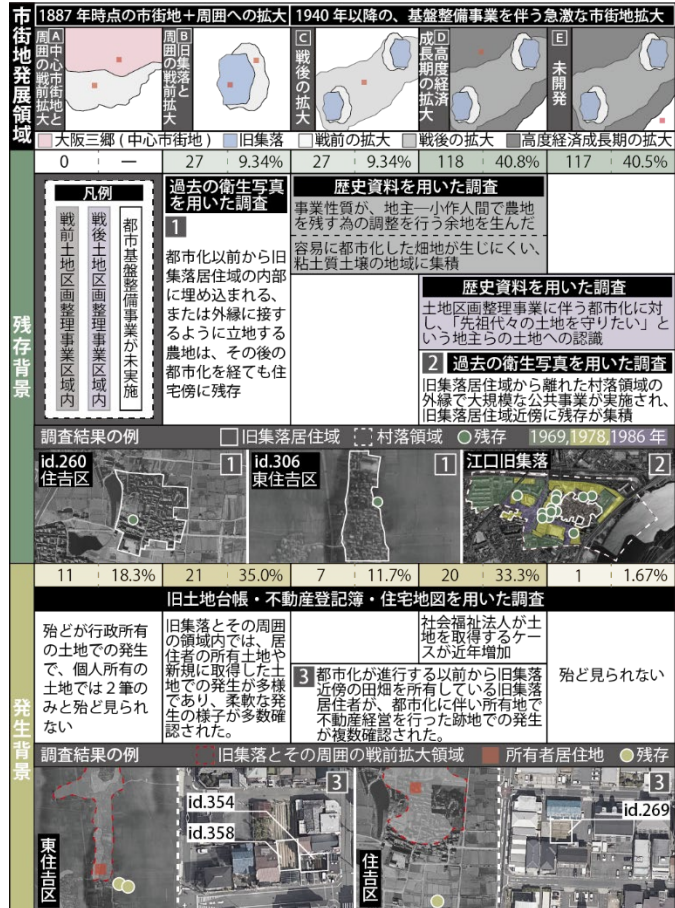 市街地発展領域
1887 年時点の市街地＋周囲への拡大
1940 年以降の、基盤整備事業を伴う急激な市街地拡大
A 中心市街地と
周囲の戦前拡大
B 旧集落と
周囲の戦前拡大
C 戦後の拡大
D 高度経済
成長期の拡大
E 未開発
大阪三郷 ( 中心市街地 )
旧集落
戦前の拡大
戦後の拡大
高度経済成長期の拡大
残存背景
0 ―
27 9.34%
27 9.34%
118 40.8%
117 40.5%
凡例
都市基盤整備事業が未実施
戦後土地区画整理事業区域内
戦前土地区画整理事業区域内
過去の衛生写真
を用いた調査
1
都市化以前から旧
集落居住域の内部
に埋め込まれる、
または外縁に接す
るように立地する
農地は、その後の
都市化を経ても住
宅傍に残存
歴史資料を用いた調査
事業性質が、地主―小作人間で農地
を残す為の調整を行う余地を生んだ
容易に都市化した畑地が生じにくい、
粘土質土壌の地域に集積
歴史資料を用いた調査
土地区画整理事業に伴う都市化に対
し、「先祖代々の土地を守りたい」と
いう地主らの土地への認識
2 過去の衛生写真を用いた調査
旧集落居住域から離れた村落領域の
外縁で大規模な公共事業が実施され、
旧集落居住域近傍に残存が集積
調査結果の例
旧集落居住域
村落領域
残存
1969,1978,1986 年
id.260
住吉区
1
id.306
東住吉区
1
江口旧集落
2
発生背景
11 18.3%
21 35.0%
7 11.7%
20 33.3%
1 1.67%
旧土地台帳・不動産登記簿・住宅地図を用いた調査
殆どが行政所有
の土地での発生
で、個人所有の
土地では 2 筆の
みと殆ど見られ
ない
旧集落とその周囲
の領域内では、居
住者の所有土地や
新規に取得した土
地での発生が多様
であり、柔軟な発
生の様子が多数確
認された。
社会福祉法人が土
地を取得するケー
スが近年増加
3 都市化が進行する以前から旧集落
近傍の田畑を所有している旧集落
居住者が、都市化に伴い所有地で
不動産経営を行った跡地での発生
が複数確認された。
殆ど見られない
調査結果の例
旧集落とその周囲の戦前拡大領域
所有者居住地
残存
東住吉区
3
id.354
id.358
住吉区
3
id.269